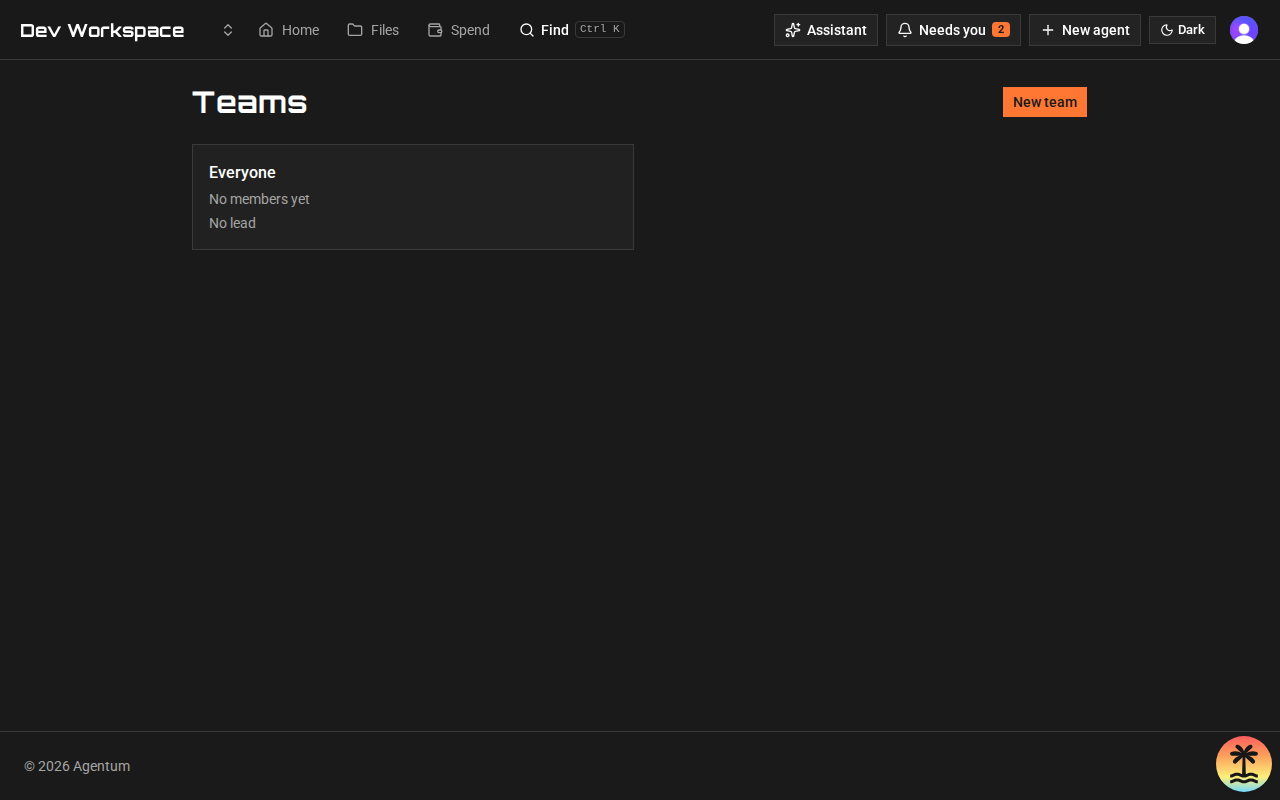 Dev Workspace
Home
Files
Spend
Find Ctrl K
Assistant
Needs you 2
New agent
Dark
Teams
New team
Everyone
No members yet
No lead
© 2026 Agentum